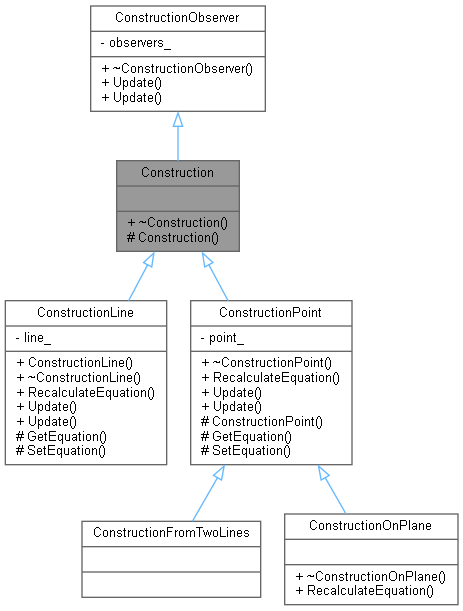 ConstructionObserver
- observers_
+ ~ConstructionObserver()
+ Update()
+ Update()
Construction
+ ~Construction()
# Construction()
ConstructionLine
- line_
+ ConstructionLine()
+ ~ConstructionLine()
+ RecalculateEquation()
+ Update()
+ Update()
# GetEquation()
# SetEquation()
ConstructionPoint
- point_
+ ~ConstructionPoint()
+ RecalculateEquation()
+ Update()
+ Update()
# ConstructionPoint()
# GetEquation()
# SetEquation()
ConstructionFromTwoLines
ConstructionOnPlane
+ ~ConstructionOnPlane()
+ RecalculateEquation()